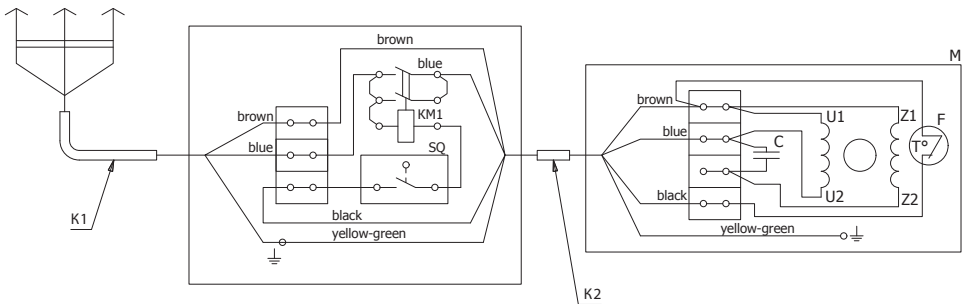 K1
brown
blue
brown
blue
KM1
SQ
black
yellow-green
K2
M
brown
blue
black
yellow-green
C
U1
U2
Z1
Z2
F
T°